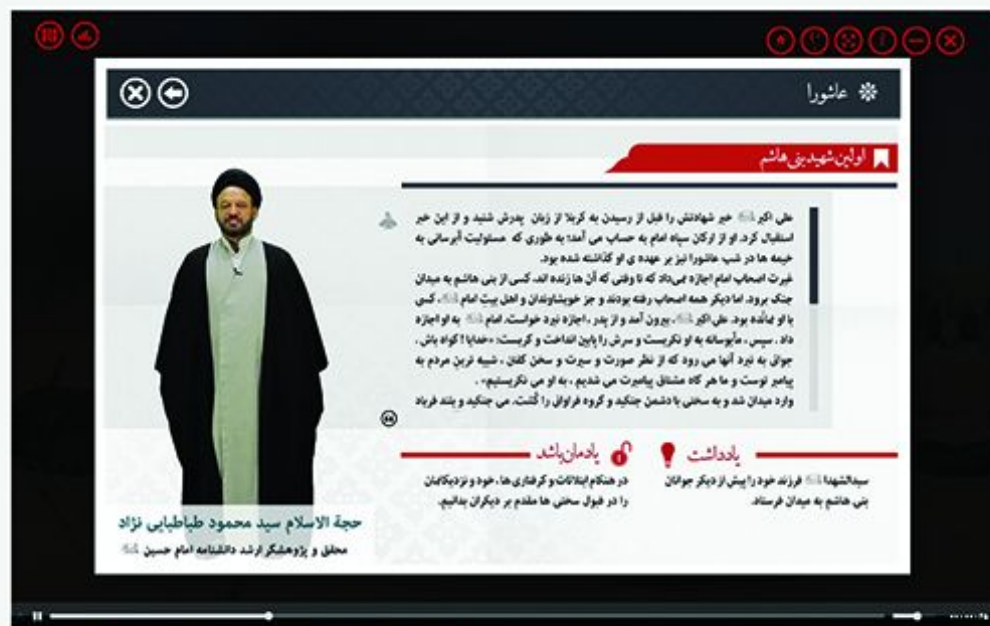 عاشورا
اولین شهید بنی هاشم
علی اکبر خبر شهادتش را قبل از رسیدن به کربلا از زبان پدرش شنید و از این خبر
استقبال کرد. او از ارکان سپاه امام به حساب می آمد؛ به طوری که مسئولیت آبرسانی به
خیمه ها در شب عاشورا نیز بر عهده ی او گذاشته شده بود.
غیرت اصحاب امام اجازه نمی‌داد که تا وقتی که آن ها زنده اند، کسی از بنی هاشم به میدان
جنگ برود. اما دیگر همه اصحاب رفته بودند و جز خویشاوندان و اهل بیت امام ، کسی
با او نمانده بود. علی اکبر ، بیرون آمد و از پدر ، اجازه نبرد خواست. امام به او اجازه
داد . سپس ، مأیوسانه به او نگریست و سرش را پایین انداخت و گریست: «خدایا ! گواه باش ،
جوانی به نبرد آنها می رود که از نظر صورت و سیرت و سخن گفتن ، شبیه ترین مردم به
پیامبر توست و ما هر گاه مشتاق پیامبرت می شدیم ، به او می نگریستیم» .
وارد میدان شد و به سختی با دشمن جنگید و گروه فراوانی را کُشت. می جنگید و بلند فریاد
یادداشت
سیدالشهدا فرزند خود را پیش از دیگر جوانان
بنی هاشم به میدان فرستاد.
یادمان باشد
در هنگام ابتلائات و گرفتاری ها ، خود و نزدیکانمان
را در قبول سختی ها مقدم بر دیگران بدانیم.
حجة الاسلام سید محمود طباطبایی نژاد
محقق و پژوهشگر ارشد دانشنامه امام حسین